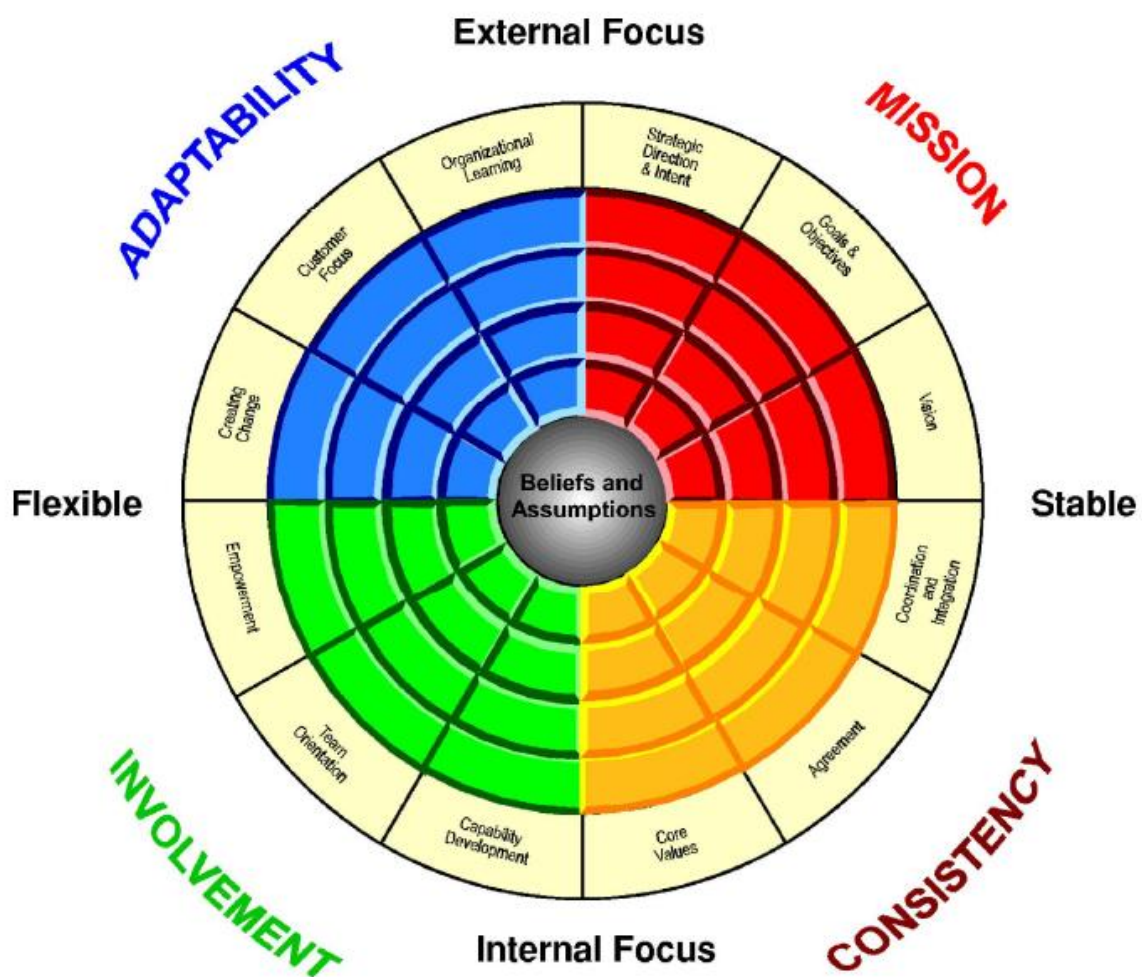 External Focus
ADAPTABILITY
MISSION
Organizational
Learning
Strategic
Direction
& Intent
Customer
Focus
Goals &
Objectives
Creating
Change
Vision
Beliefs and
Assumptions
Flexible
Stable
Empowerment
Coordination
and
Integration
Team
Orientation
Agreement
Capability
Development
Core
Values
INVOLVEMENT
CONSISTENCY
Internal Focus